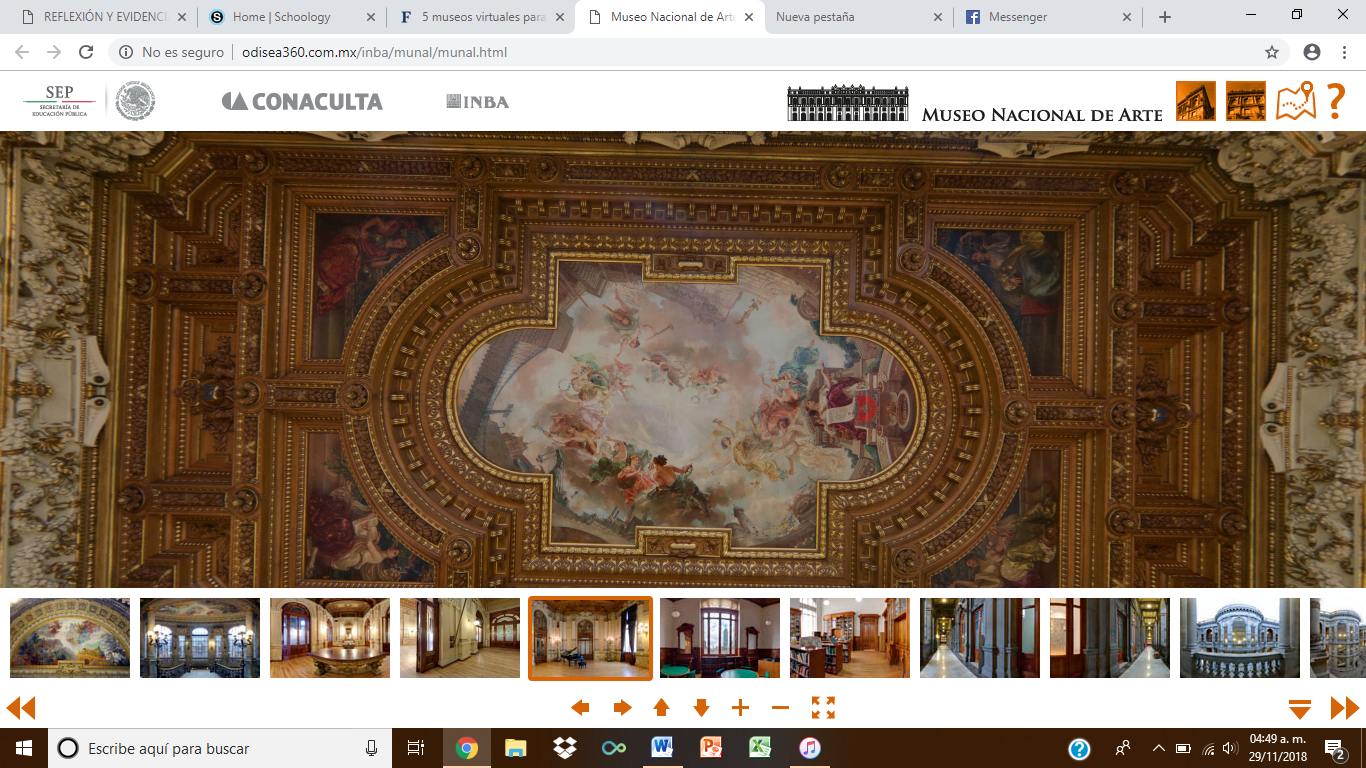 REFLEXIÓN Y EVIDENCI
Home | Schoology
5 museos virtuales para
Museo Nacional de Arte
Nueva pestaña
Messenger
No es seguro
odisea360.com.mx/inba/munal/munal.html
SEP
SECRETARÍA DE
EDUCACIÓN PÚBLICA
CONACULTA
INBA
MUSEO NACIONAL DE ARTE
?
Escribe aquí para buscar
04:49 a. m.
29/11/2018
2